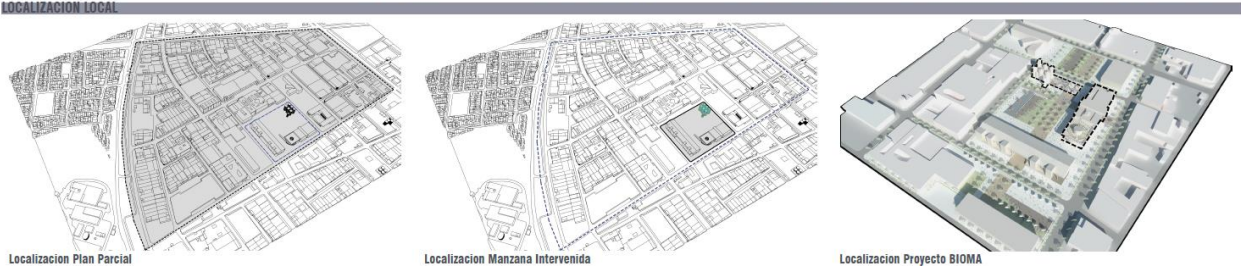 LOCALIZACION LOCAL
Localizacion Plan Parcial
Localizacion Manzana Intervenida
Localizacion Proyecto BIOMA